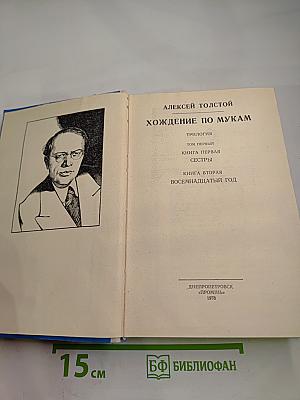 АЛЕКСЕЙ ТОЛСТОЙ
ХОЖДЕНИЕ ПО МУКАМ
ТРИЛОГИЯ
ТОМ ПЕРВЫЙ
КНИГА ПЕРВАЯ
СЕСТРЫ
КНИГА ВТОРАЯ
ВОСЕМНАДЦАТЫЙ ГОД
ДНЕПРОПЕТРОВСК
«ПРОМІНЬ»
1978
15 см
БФ БИБЛИОФАН